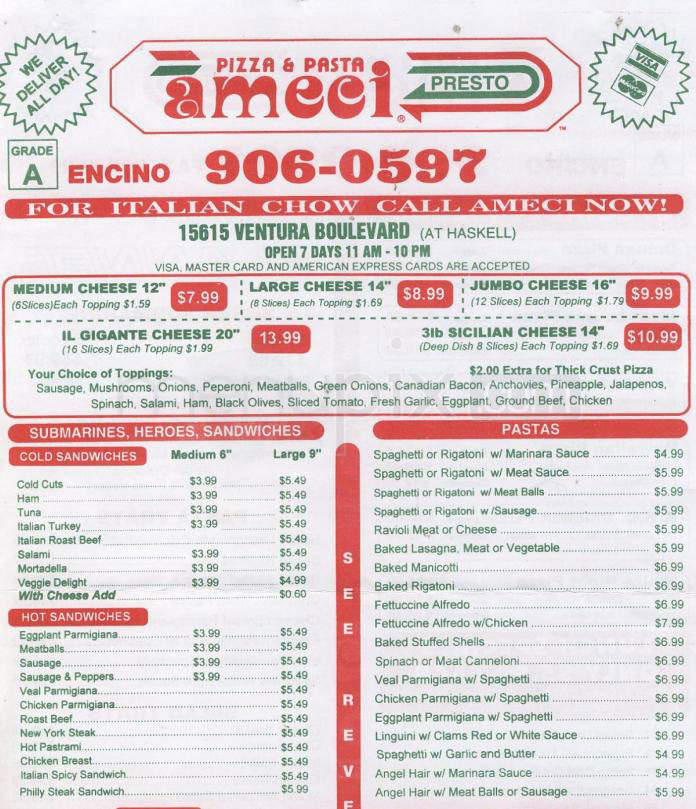 WE DELIVER ALL DAY!
PIZZA & PASTA
ameci
PRESTO
®
™
VISA
MasterCard
GRADE A
ENCINO 906-0597
FOR ITALIAN CHOW CALL AMECI NOW!
15615 VENTURA BOULEVARD (AT HASKELL)
OPEN 7 DAYS 11 AM - 10 PM
VISA, MASTER CARD AND AMERICAN EXPRESS CARDS ARE ACCEPTED
MEDIUM CHEESE 12" $7.99
(6Slices)Each Topping $1.59
LARGE CHEESE 14" $8.99
(8 Slices) Each Topping $1.69
JUMBO CHEESE 16" $9.99
(12 Slices) Each Topping $1.79
IL GIGANTE CHEESE 20" 13.99
(16 Slices) Each Topping $1.99
3lb SICILIAN CHEESE 14" $10.99
(Deep Dish 8 Slices) Each Topping $1.69
Your Choice of Toppings: $2.00 Extra for Thick Crust Pizza
Sausage, Mushrooms. Onions, Peperoni, Meatballs, Green Onions, Canadian Bacon, Anchovies, Pineapple, Jalapenos,
Spinach, Salami, Ham, Black Olives, Sliced Tomato, Fresh Garlic, Eggplant, Ground Beef, Chicken
SUBMARINES, HEROES, SANDWICHES
COLD SANDWICHES Medium 6" Large 9"
Cold Cuts $3.99 $5.49
Ham $3.99 $5.49
Tuna $3.99 $5.49
Italian Turkey $3.99 $5.49
Italian Roast Beef $5.49
Salami $3.99 $5.49
Mortadella $3.99 $5.49
Veggie Delight $3.99 $4.99
With Cheese Add $0.60
HOT SANDWICHES
Eggplant Parmigiana $3.99 $5.49
Meatballs $3.99 $5.49
Sausage $3.99 $5.49
Sausage & Peppers $3.99 $5.49
Veal Parmigiana $5.49
Chicken Parmigiana $5.49
Roast Beef $5.49
New York Steak $5.49
Hot Pastrami $5.49
Chicken Breast $5.49
Italian Spicy Sandwich $5.49
Philly Steak Sandwich $5.99
SEE REVE
PASTAS
Spaghetti or Rigatoni w/ Marinara Sauce $4.99
Spaghetti or Rigatoni w/ Meat Sauce $5.99
Spaghetti or Rigatoni w/ Meat Balls $5.99
Spaghetti or Rigatoni w /Sausage $5.99
Ravioli Meat or Cheese $5.99
Baked Lasagna, Meat or Vegetable $5.99
Baked Manicotti $6.99
Baked Rigatoni $6.99
Fettuccine Alfredo $6.99
Fettuccine Alfredo w/Chicken $7.99
Baked Stuffed Shells $6.99
Spinach or Meat Canneloni $6.99
Veal Parmigiana w/ Spaghetti $6.99
Chicken Parmigiana w/ Spaghetti $6.99
Eggplant Parmigiana w/ Spaghetti $6.99
Linguini w/ Clams Red or White Sauce $6.99
Spaghetti w/ Garlic and Butter $4.99
Angel Hair w/ Marinara Sauce $4.99
Angel Hair w/ Meat Balls or Sausage $5.99